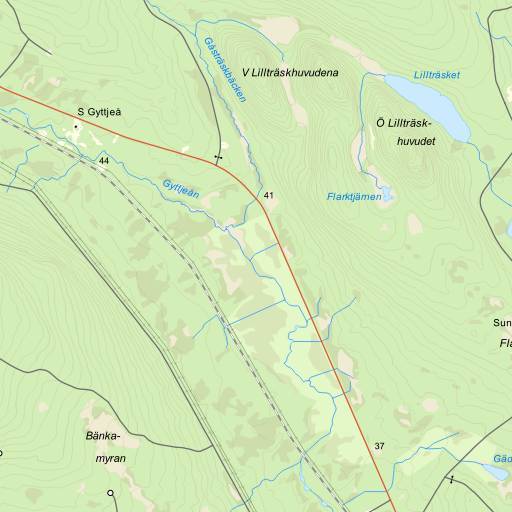 Gåsträskbäcken
V Lillträskhuvudena
Lillträsket
S Gyttjeå
Ö Lillträsk-
huvudet
44
Gyttjeån
41
Flarktjärnen
Sun
Fla
Bänka-
myran
37
Gäd